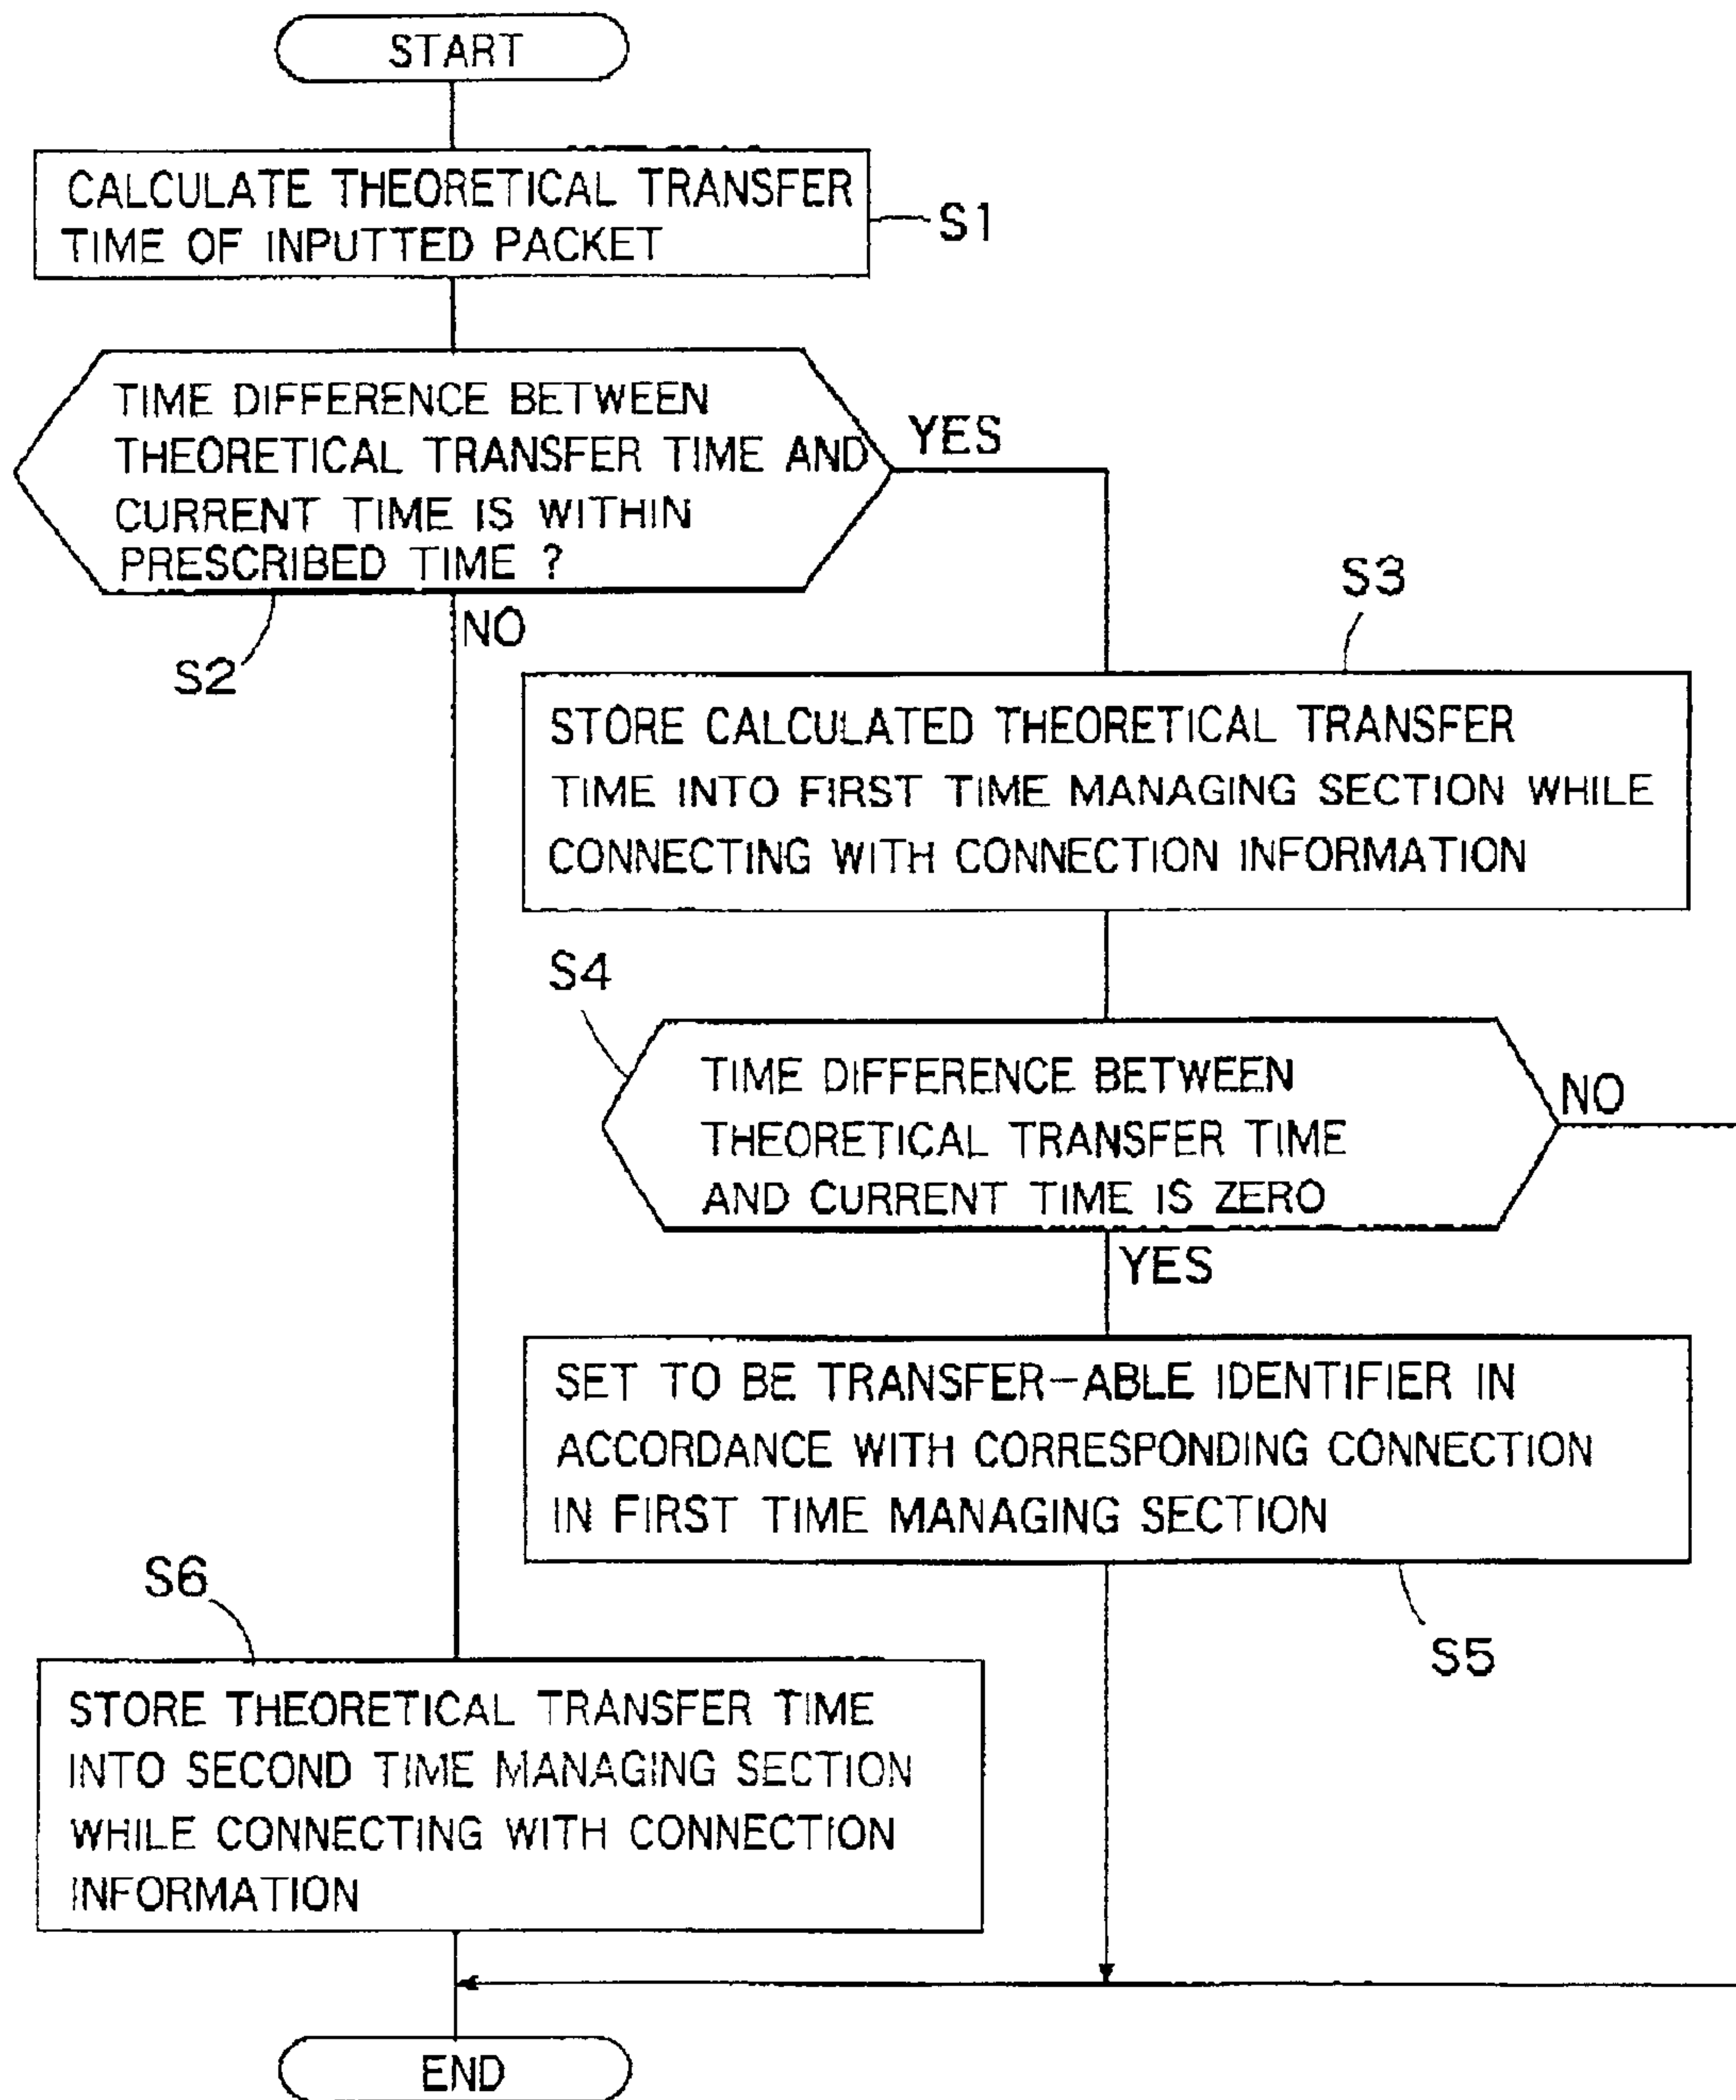 START
CALCULATE THEORETICAL TRANSFER
TIME OF INPUTTED PACKET
S1
TIME DIFFERENCE BETWEEN
THEORETICAL TRANSFER TIME AND
CURRENT TIME IS WITHIN
PRESCRIBED TIME ?
YES
NO
S2
S3
STORE CALCULATED THEORETICAL TRANSFER
TIME INTO FIRST TIME MANAGING SECTION WHILE
CONNECTING WITH CONNECTION INFORMATION
S4
TIME DIFFERENCE BETWEEN
THEORETICAL TRANSFER TIME
AND CURRENT TIME IS ZERO
NO
YES
SET TO BE TRANSFER-ABLE IDENTIFIER IN
ACCORDANCE WITH CORRESPONDING CONNECTION
IN FIRST TIME MANAGING SECTION
S5
S6
STORE THEORETICAL TRANSFER TIME
INTO SECOND TIME MANAGING SECTION
WHILE CONNECTING WITH CONNECTION
INFORMATION
END